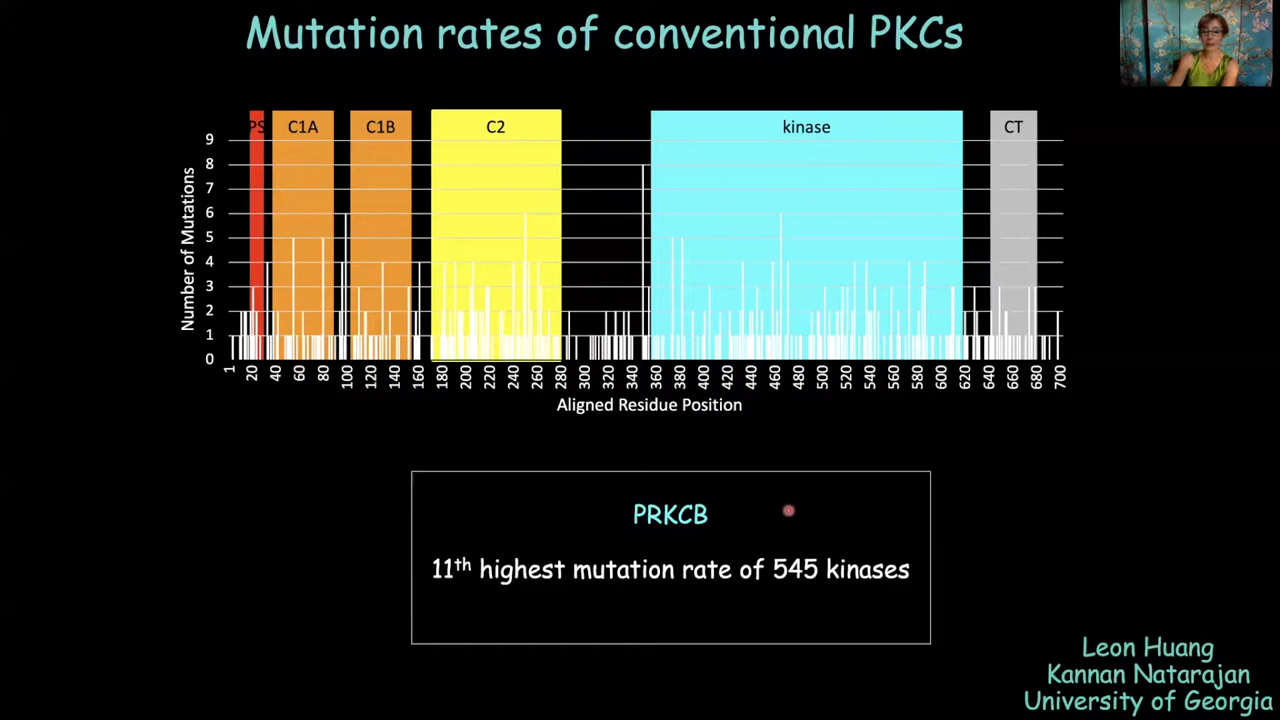 Mutation rates of conventional PKCs
PS C1A C1B C2 kinase CT
9
8
7
6
5
4
3
2
1
0
Number of Mutations
1 20 40 60 80 100 120 140 160 180 200 220 240 260 280 300 320 340 360 380 400 420 440 460 480 500 520 540 560 580 600 620 640 660 680 700
Aligned Residue Position
PRKCB
11th highest mutation rate of 545 kinases
Leon Huang
Kannan Natarajan
University of Georgia